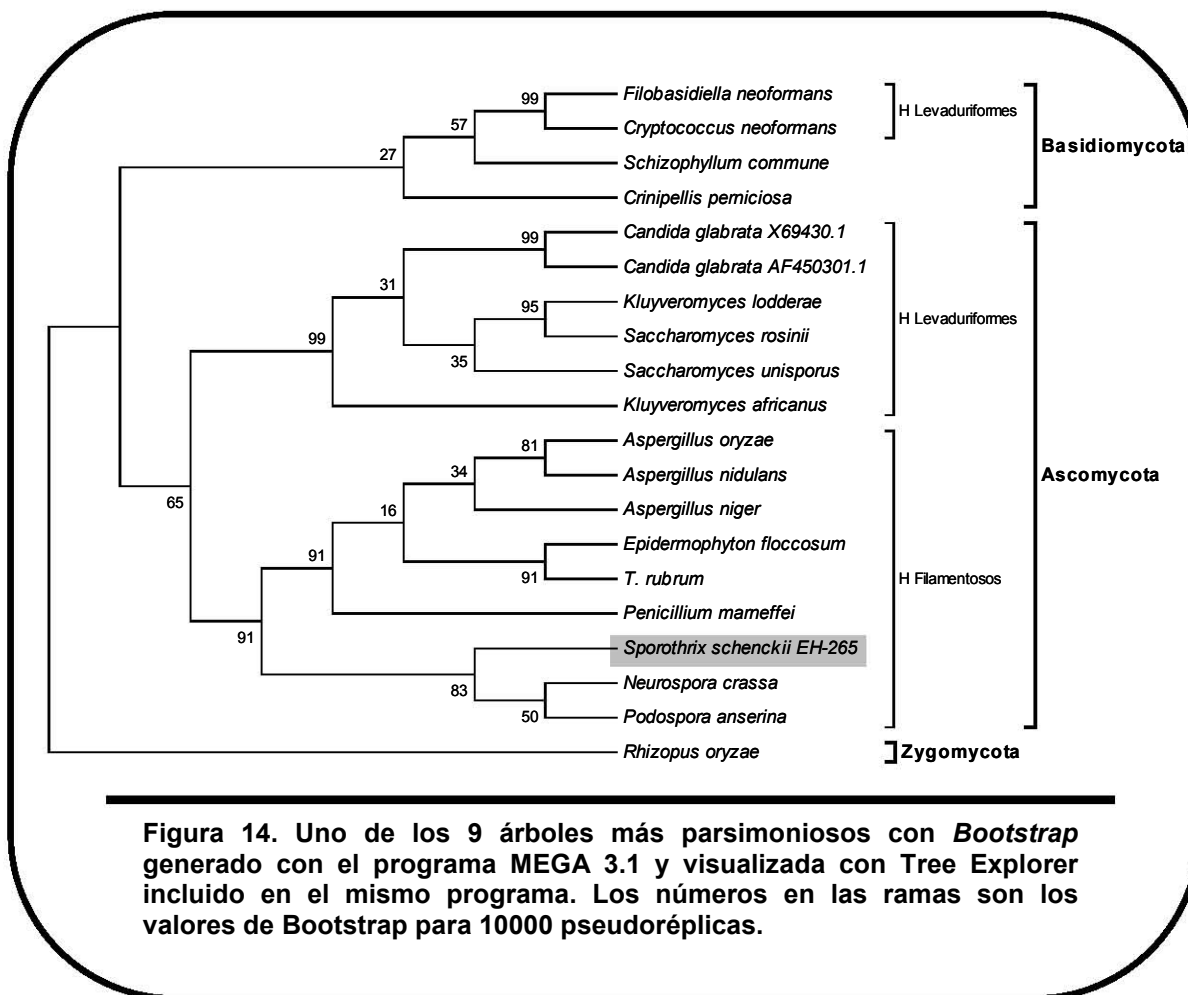 99
Filobasidiella neoformans
H Levaduriformes
57
Cryptococcus neoformans
Basidiomycota
27
Schizophyllum commune
Crinipellis perniciosa
99
Candida glabrata X69430.1
31
Candida glabrata AF450301.1
95
Kluyveromyces lodderae
H Levaduriformes
99
Saccharomyces rosinii
35
Saccharomyces unisporus
Kluyveromyces africanus
81
Aspergillus oryzae
34
Aspergillus nidulans
Ascomycota
65
16
Aspergillus niger
91
Epidermophyton floccosum
91
T. rubrum
H Filamentosos
Penicillium marneffei
91
Sporothrix schenckii EH-265
83
Neurospora crassa
50
Podospora anserina
Rhizopus oryzae
Zygomycota
Figura 14. Uno de los 9 árboles más parsimoniosos con Bootstrap
generado con el programa MEGA 3.1 y visualizada con Tree Explorer
incluido en el mismo programa. Los números en las ramas son los
valores de Bootstrap para 10000 pseudoréplicas.